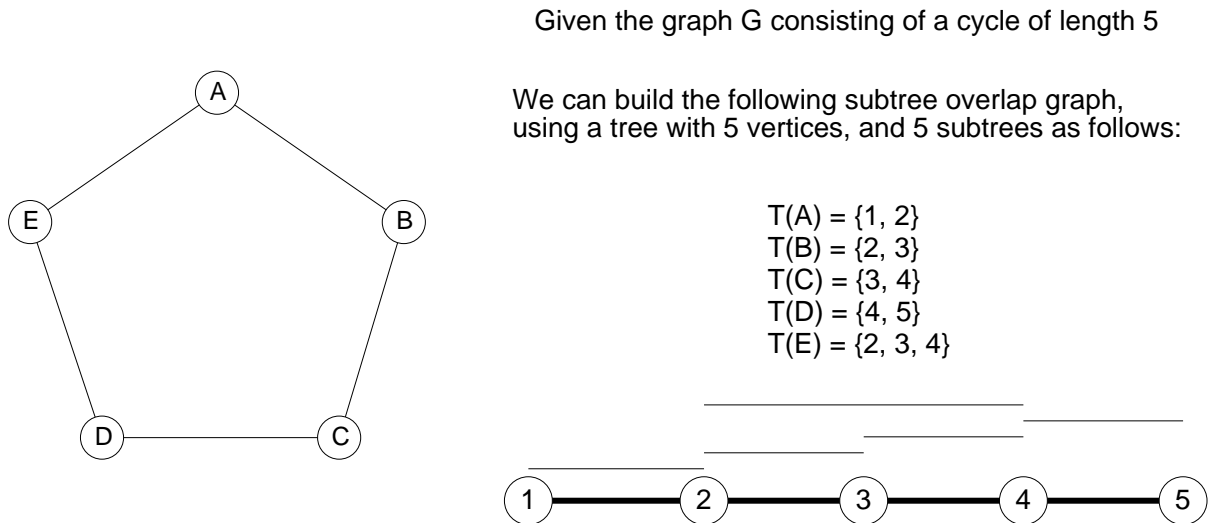 Given the graph G consisting of a cycle of length 5
We can build the following subtree overlap graph,
using a tree with 5 vertices, and 5 subtrees as follows:
A
E
B
D
C
T(A) = {1, 2}
T(B) = {2, 3}
T(C) = {3, 4}
T(D) = {4, 5}
T(E) = {2, 3, 4}
1 2 3 4 5